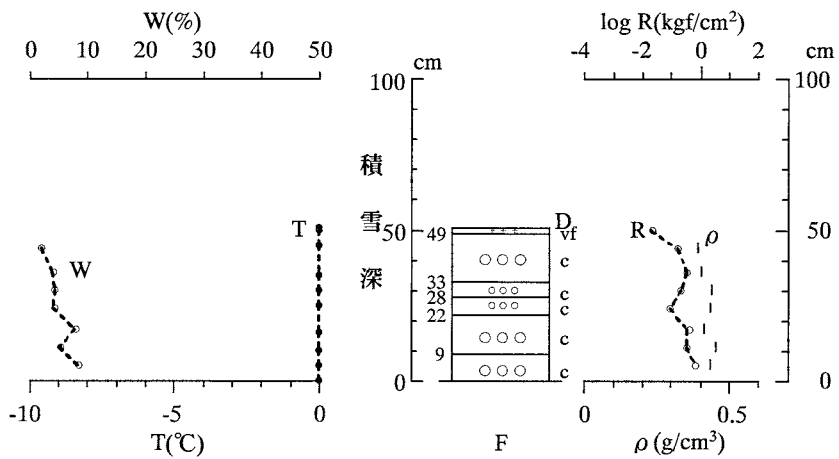 W(%)
0 10 20 30 40 50
T
W
-10 -5 0
T(℃)
積雪深
cm
100
50
0
D
49 vf
c
33
c
28
c
22
c
9
c
F
log R(kgf/cm²)
-4 -2 0 2
cm
100
50
0
R
ρ
0 0.5
ρ (g/cm³)